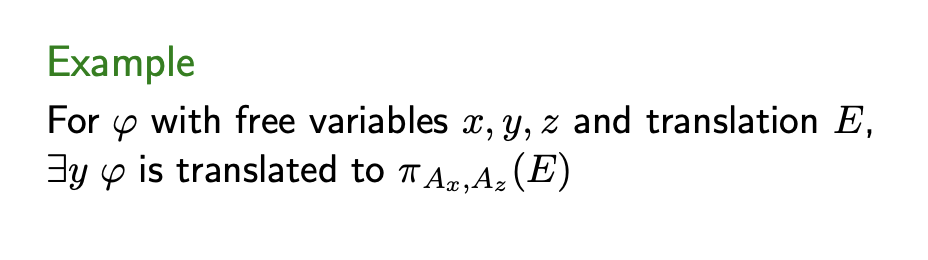 Example
For φ with free variables x, y, z and translation E,
∃y φ is translated to π_{A_x,A_z}(E)